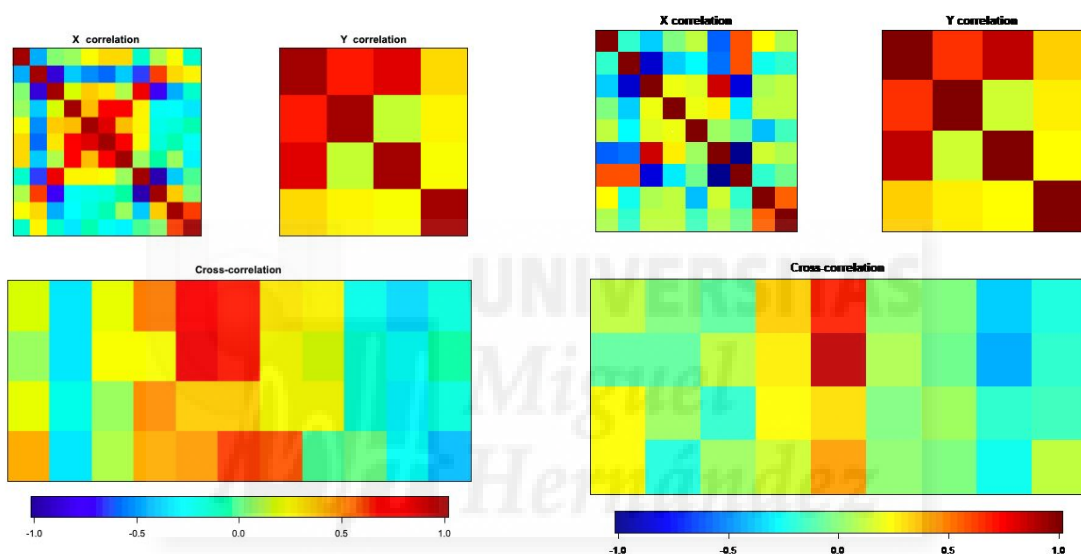 X correlation
Y correlation
Cross-correlation
-1.0 -0.5 0.0 0.5 1.0
X correlation
Y correlation
Cross-correlation
-1.0 -0.5 0.0 0.5 1.0
UNIVERSITAS
Miguel
Hernández